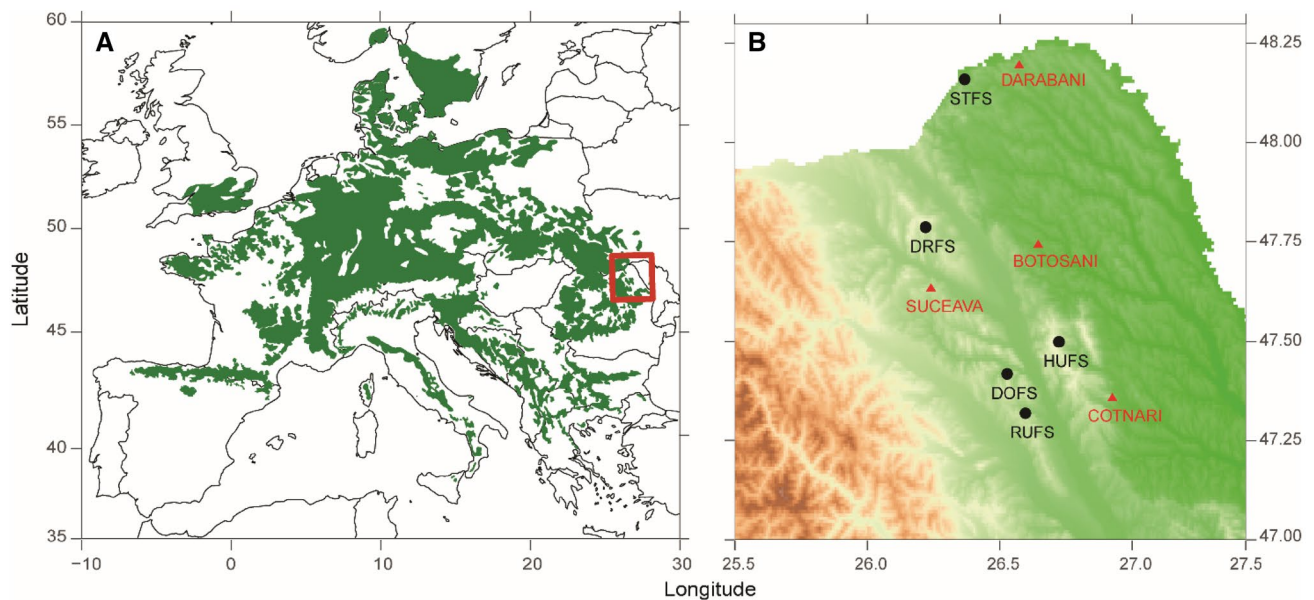 A
B
Latitude
60
55
50
45
40
35
−10
0
10
20
30
Longitude
STFS
DARABANI
DRFS
BOTOSANI
SUCEAVA
HUFS
DOFS
COTNARI
RUFS
48.25
48.00
47.75
47.50
47.25
47.00
25.5
26.0
26.5
27.0
27.5